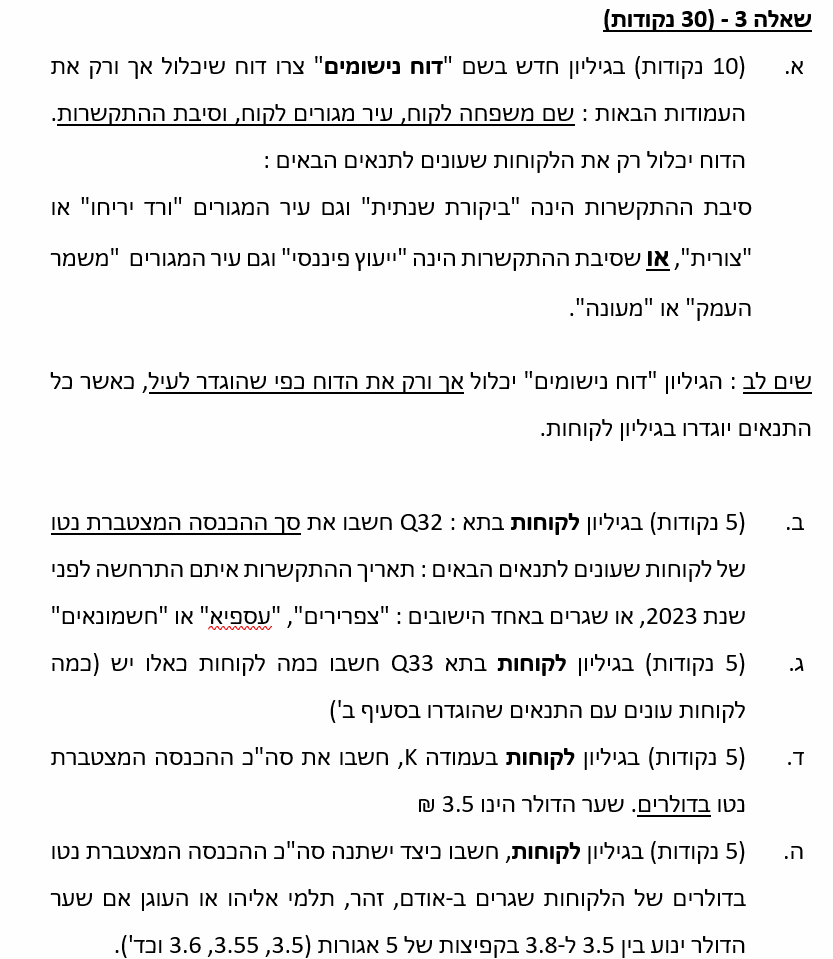 שאלה 3 - (30 נקודות)
א. (10 נקודות) בגיליון חדש בשם "דוח נישומים" צרו דוח שיכלול אך ורק את
העמודות הבאות : שם משפחה לקוח, עיר מגורים לקוח, וסיבת ההתקשרות.
הדוח יכלול רק את הלקוחות שעונים לתנאים הבאים :
סיבת ההתקשרות הינה "ביקורת שנתית" וגם עיר המגורים "ורד יריחו" או
"צורית", או שסיבת ההתקשרות הינה "ייעוץ פיננסי" וגם עיר המגורים "משמר
העמק" או "מעונה".
שים לב : הגיליון "דוח נישומים" יכלול אך ורק את הדוח כפי שהוגדר לעיל, כאשר כל
התנאים יוגדרו בגיליון לקוחות.
ב. (5 נקודות) בגיליון לקוחות בתא : Q32 חשבו את סך ההכנסה המצטברת נטו
של לקוחות שעונים לתנאים הבאים : תאריך ההתקשרות איתם התרחשה לפני
שנת 2023, או שגרים באחד הישובים : "צפרירים", "עספיא" או "חשמונאים"
ג. (5 נקודות) בגיליון לקוחות בתא Q33 חשבו כמה לקוחות כאלו יש (כמה
לקוחות עונים עם התנאים שהוגדרו בסעיף ב')
ד. (5 נקודות) בגיליון לקוחות בעמודה K, חשבו את סה"כ ההכנסה המצטברת
נטו בדולרים. שער הדולר הינו 3.5 ₪
ה. (5 נקודות) בגיליון לקוחות, חשבו כיצד ישתנה סה"כ ההכנסה המצטברת נטו
בדולרים של הלקוחות שגרים ב-אודם, זהר, תלמי אליהו או העוגן אם שער
הדולר ינוע בין 3.5 ל-3.8 בקפיצות של 5 אגורות (3.5, 3.55, 3.6 וכד').